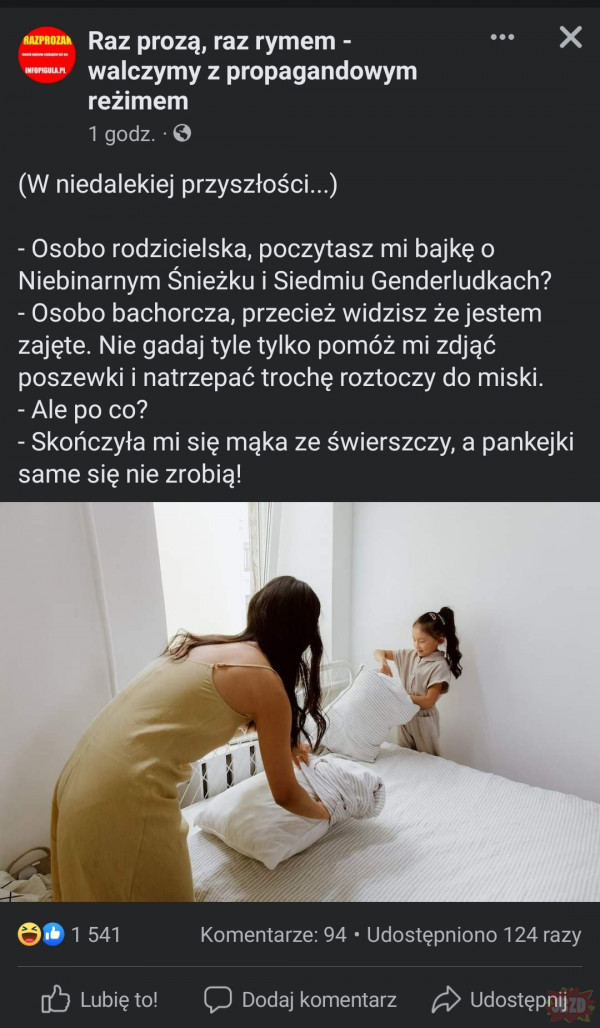 RAZPROZAK
INFOPIGULA.PL
Raz prozą, raz rymem -
walczymy z propagandowym
reżimem
1 godz. ·
(W niedalekiej przyszłości...)
- Osobo rodzicielska, poczytasz mi bajkę o
Niebinarnym Śnieżku i Siedmiu Genderludkach?
- Osobo bachorcza, przecież widzisz że jestem
zajęte. Nie gadaj tyle tylko pomóż mi zdjąć
poszewki i natrzepać trochę roztoczy do miski.
- Ale po co?
- Skończyła mi się mąka ze świerszczy, a pankejki
same się nie zrobią!
1 541
Komentarze: 94 • Udostępniono 124 razy
Lubię to!
Dodaj komentarz
Udostępnij